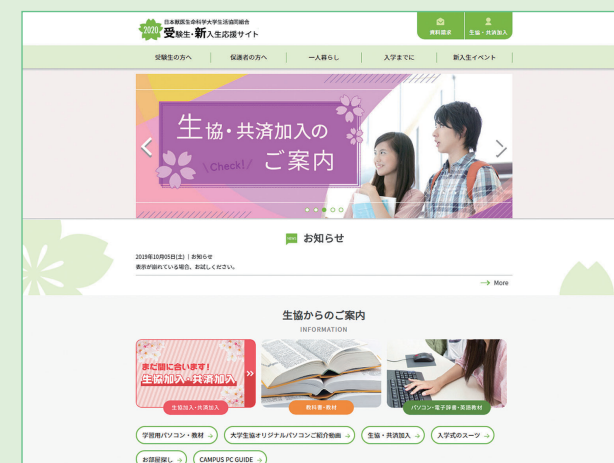 日本獣医生命科学大学生活協同組合
2020 受験生・新入生応援サイト
資料請求
生協・共済加入
受験生の方へ
保護者の方へ
一人暮らし
入学までに
新入生イベント
生協・共済加入の
\Check!/ ご案内
お知らせ
2019年10月05日(土) | お知らせ
表示が崩れている場合、お試しください。
→ More
生協からのご案内
INFORMATION
まだ間に合います!
生協加入・共済加入
生協加入・共済加入
教科書・教材
パソコン・電子辞書・英語教材
学習用パソコン・教材 →
大学生協オリジナルパソコンご紹介動画 →
生協・共済加入 →
入学式のスーツ →
お部屋探し →
CAMPUS PC GUIDE →